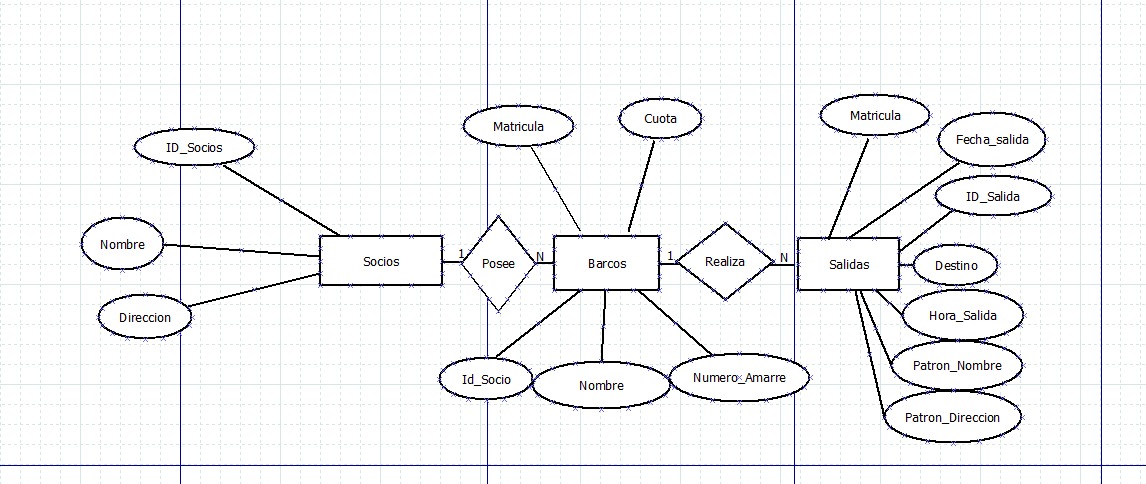 Matricula
Cuota
Matricula
Fecha_salida
ID_Socios
ID_Salida
Nombre
Socios
1
Posee
N
Barcos
1
Realiza
N
Salidas
Destino
Direccion
Hora_Salida
Id_Socio
Nombre
Numero_Amarre
Patron_Nombre
Patron_Direccion